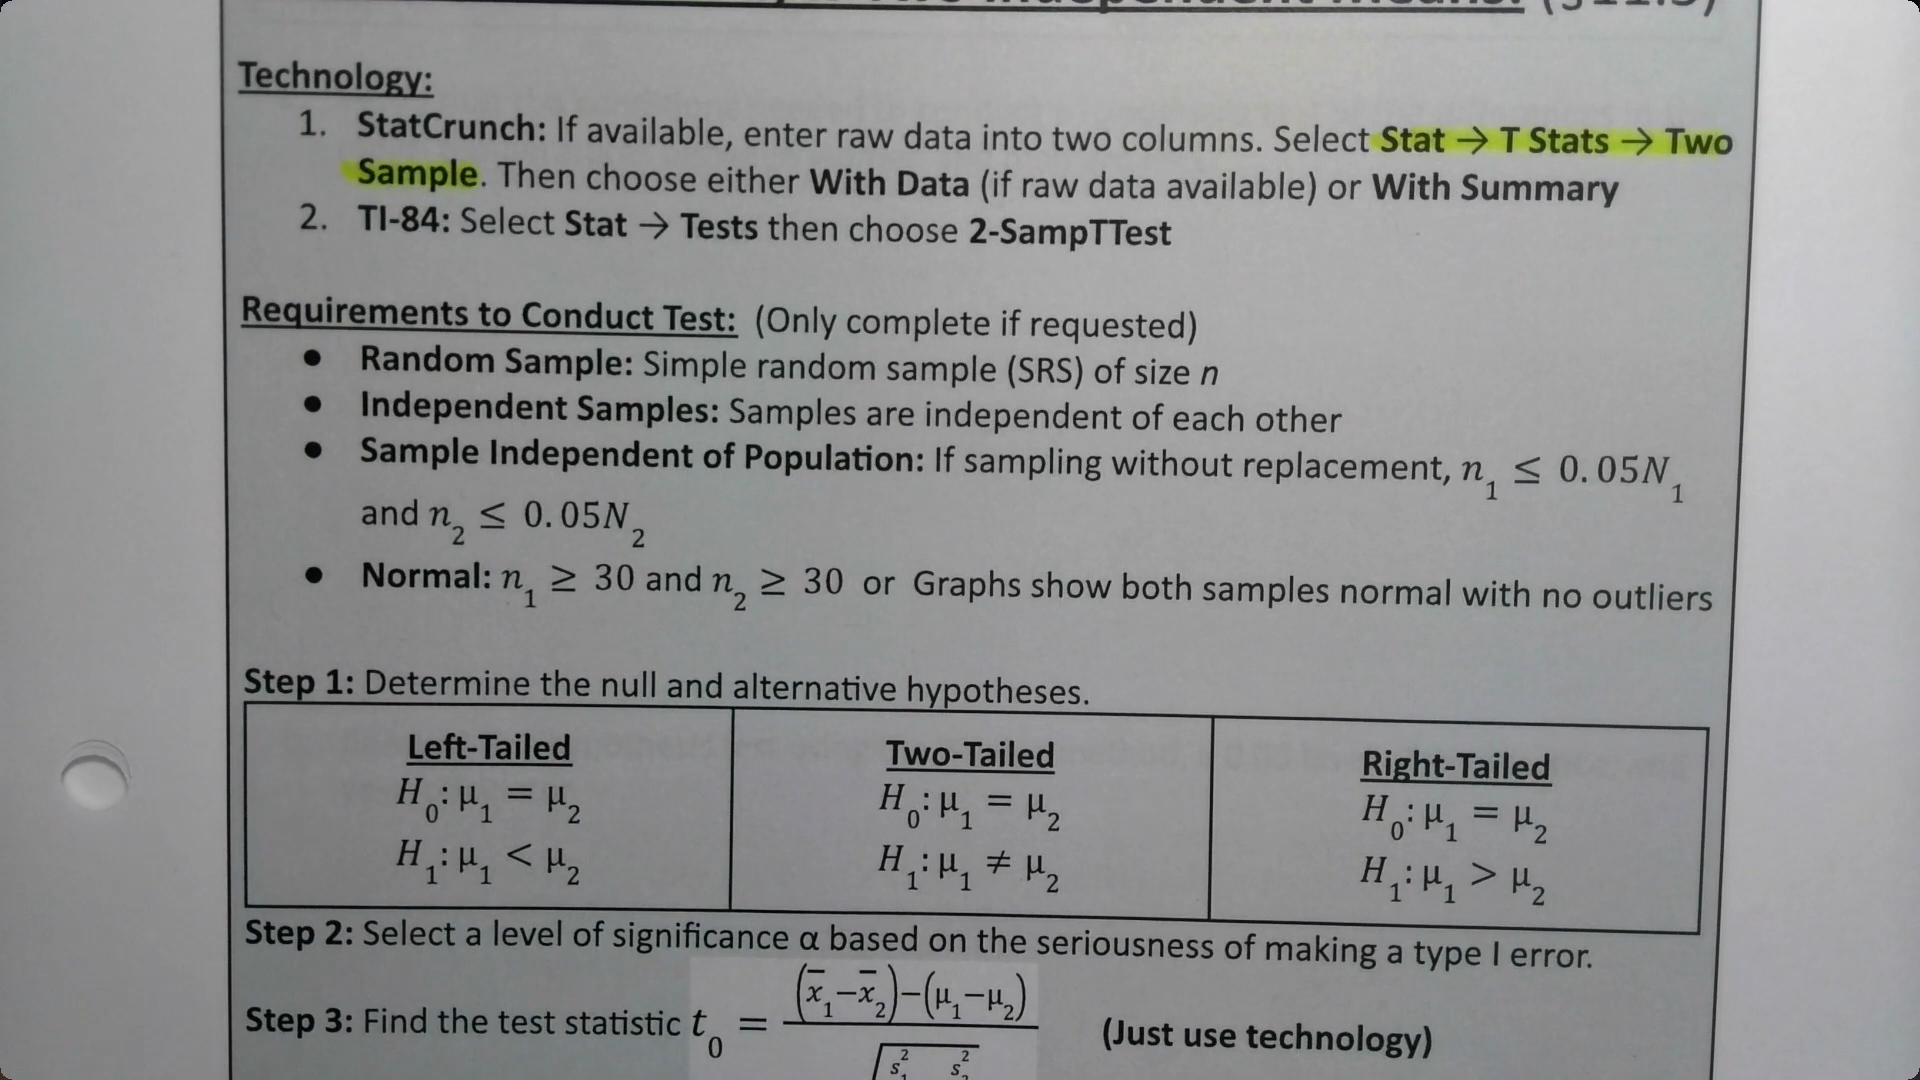 Technology:
1. StatCrunch: If available, enter raw data into two columns. Select Stat → T Stats → Two
Sample. Then choose either With Data (if raw data available) or With Summary
2. TI-84: Select Stat → Tests then choose 2-SampTTest
Requirements to Conduct Test: (Only complete if requested)
• Random Sample: Simple random sample (SRS) of size n
• Independent Samples: Samples are independent of each other
• Sample Independent of Population: If sampling without replacement, n₁ ≤ 0.05N₁
and n₂ ≤ 0.05N₂
• Normal: n₁ ≥ 30 and n₂ ≥ 30 or Graphs show both samples normal with no outliers
Step 1: Determine the null and alternative hypotheses.
Left-Tailed
H₀: μ₁ = μ₂
H₁: μ₁ < μ₂
Two-Tailed
H₀: μ₁ = μ₂
H₁: μ₁ ≠ μ₂
Right-Tailed
H₀: μ₁ = μ₂
H₁: μ₁ > μ₂
Step 2: Select a level of significance α based on the seriousness of making a type I error.
(x̄₁−x̄₂)−(μ₁−μ₂)
Step 3: Find the test statistic t₀ = (Just use technology)